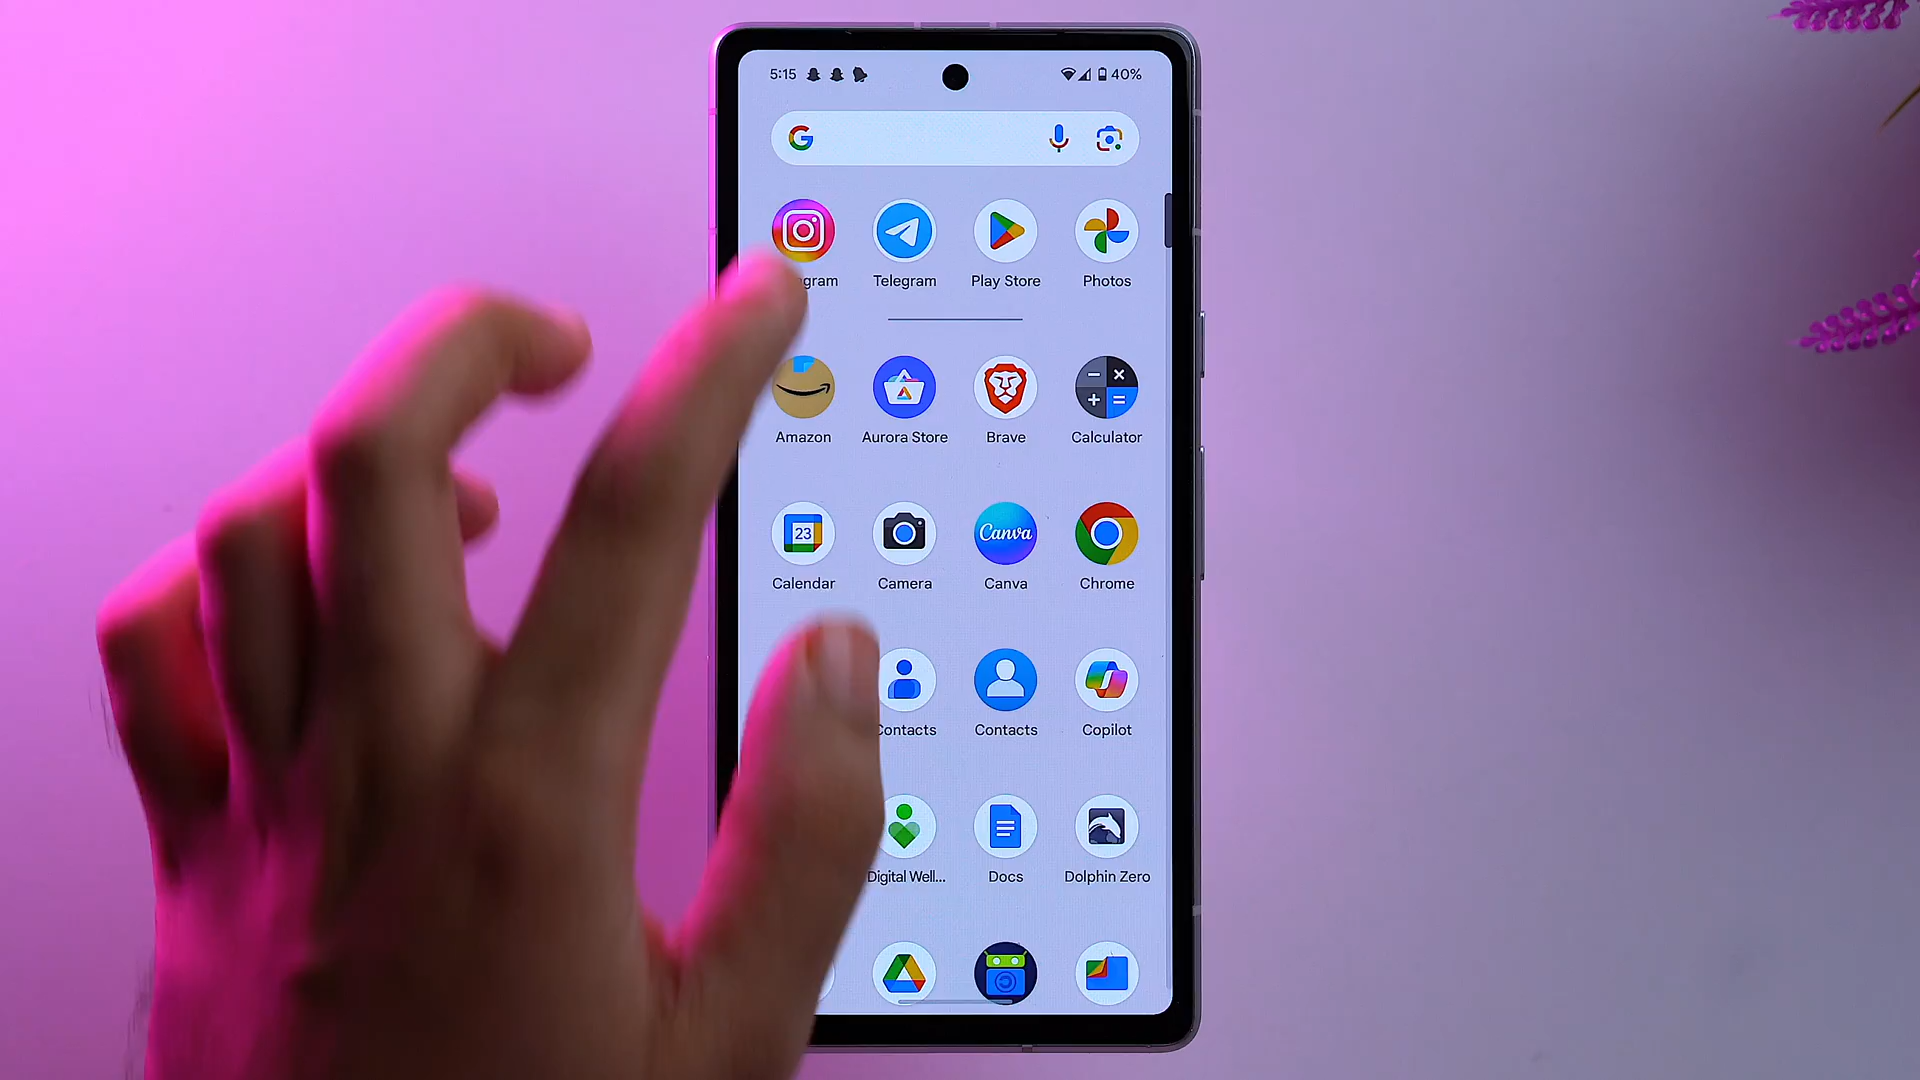 5:15 40%
gram Telegram Play Store Photos
Amazon Aurora Store Brave Calculator
23
Canva
Calendar Camera Canva Chrome
Contacts Contacts Copilot
Digital Well... Docs Dolphin Zero